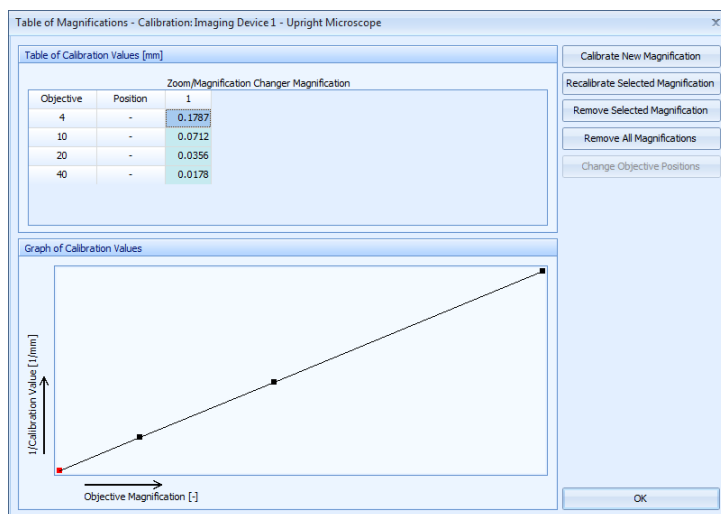 Table of Magnifications - Calibration: Imaging Device 1 - Upright Microscope
Table of Calibration Values [mm]
Zoom/Magnification Changer Magnification
Objective Position 1
4 - 0.1787
10 - 0.0712
20 - 0.0356
40 - 0.0178
Calibrate New Magnification
Recalibrate Selected Magnification
Remove Selected Magnification
Remove All Magnifications
Change Objective Positions
Graph of Calibration Values
1/Calibration Value [1/mm]
Objective Magnification [-]
OK